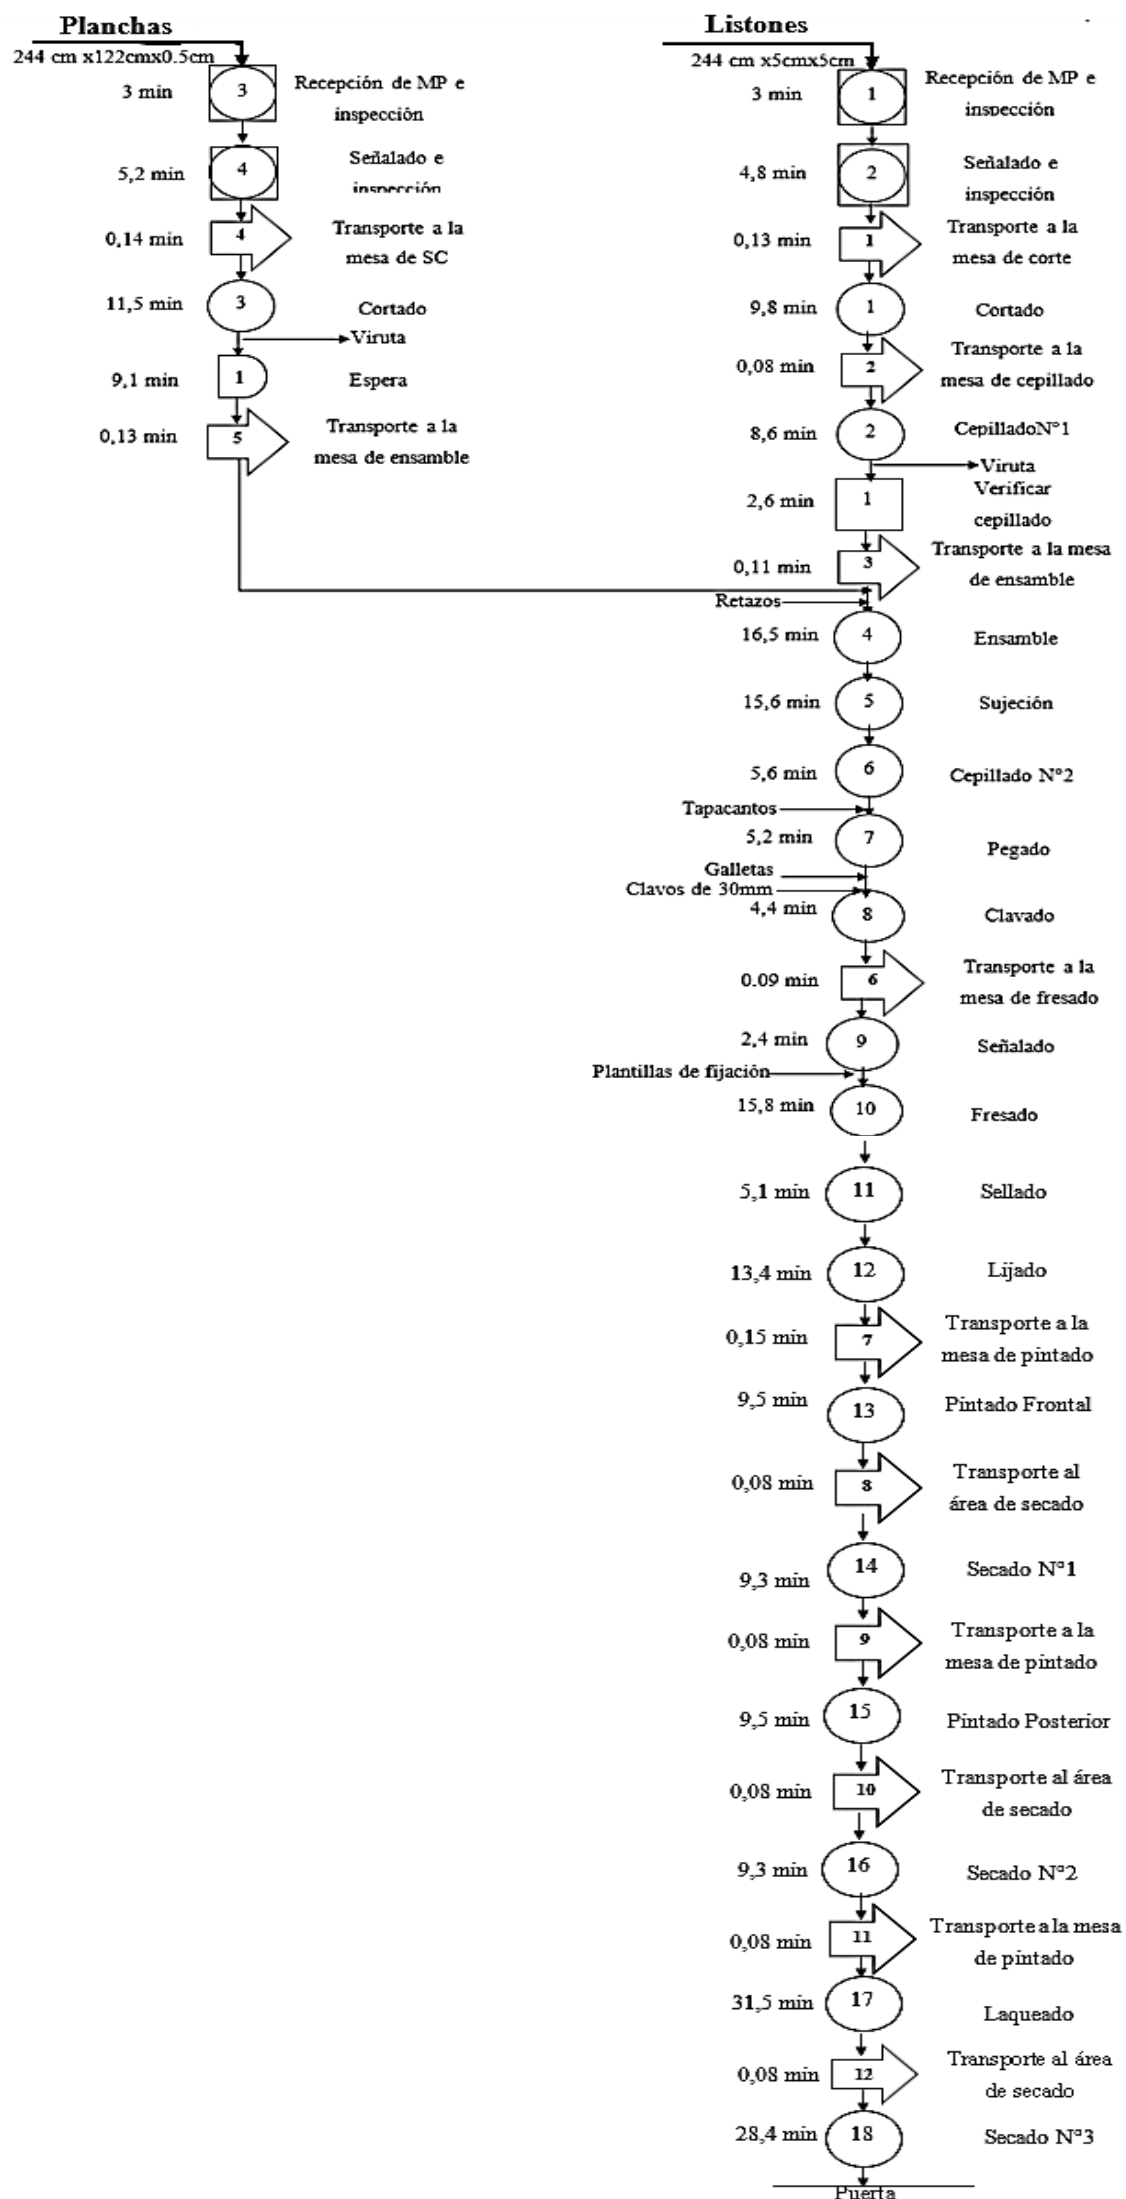 Planchas
244 cm x122cmx0.5cm
3 min
3
Recepción de MP e
inspección
5,2 min
4
Señalado e
inspección
0,14 min
4
Transporte a la
mesa de SC
11,5 min
3
Cortado
Viruta
9,1 min
1
Espera
0,13 min
5
Transporte a la
mesa de ensamble
Listones
244 cm x5cmx5cm
3 min
1
Recepción de MP e
inspección
4,8 min
2
Señalado e
inspección
0,13 min
1
Transporte a la
mesa de corte
9,8 min
1
Cortado
0,08 min
2
Transporte a la
mesa de cepillado
8,6 min
2
CepilladoN°1
Viruta
2,6 min
1
Verificar
cepillado
0,11 min
3
Transporte a la mesa
de ensamble
Retazos
16,5 min
4
Ensamble
15,6 min
5
Sujeción
5,6 min
6
Cepillado N°2
Tapacantos
5,2 min
7
Pegado
Galletas
Clavos de 30mm
4,4 min
8
Clavado
0.09 min
6
Transporte a la
mesa de fresado
2,4 min
9
Señalado
Plantillas de fijación
15,8 min
10
Fresado
5,1 min
11
Sellado
13,4 min
12
Lijado
0,15 min
7
Transporte a la
mesa de pintado
9,5 min
13
Pintado Frontal
0,08 min
8
Transporte al
área de secado
9,3 min
14
Secado N°1
0,08 min
9
Transporte a la
mesa de pintado
9,5 min
15
Pintado Posterior
0,08 min
10
Transporte al área
de secado
9,3 min
16
Secado N°2
0,08 min
11
Transporte a la mesa
de pintado
31,5 min
17
Laqueado
0,08 min
12
Transporte al área
de secado
28,4 min
18
Secado N°3
Puerta